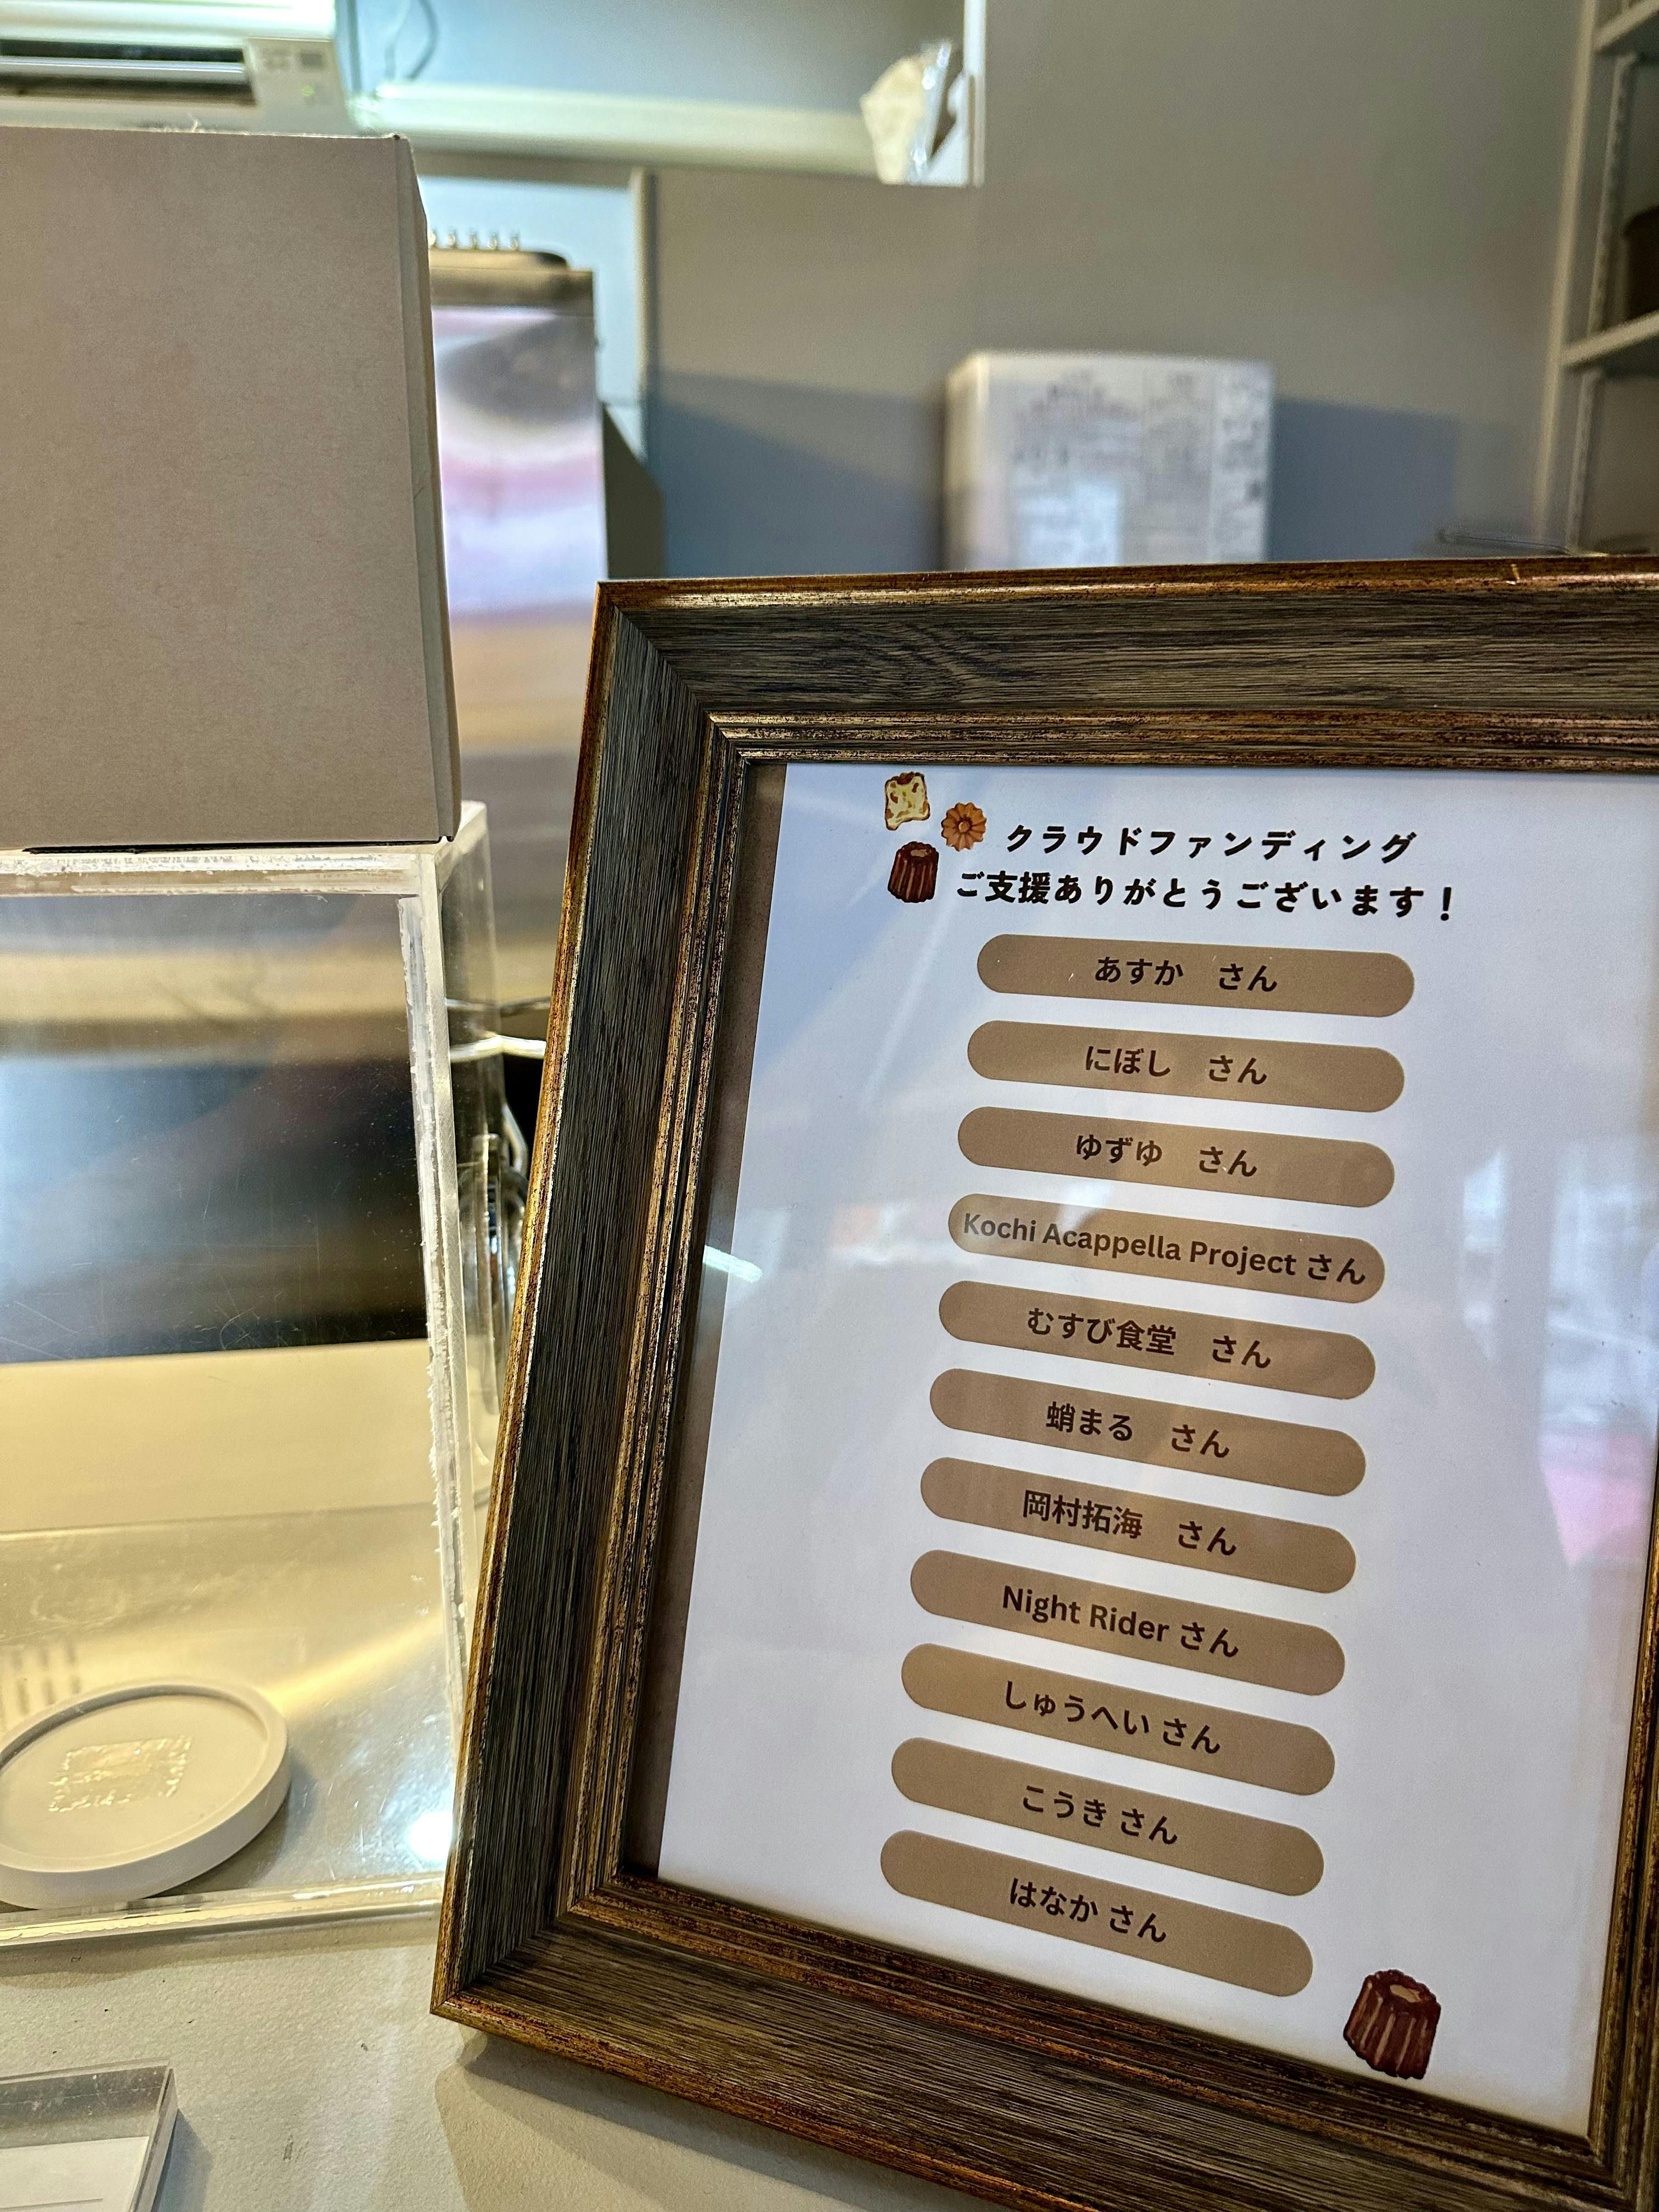 クラウドファンディング
ご支援ありがとうございます！
あすか　さん
にぼし　さん
ゆずゆ　さん
Kochi Acappella Project さん
むすび食堂　さん
蛸まる　さん
岡村拓海　さん
Night Rider さん
しゅうへい さん
こうき さん
はなか さん